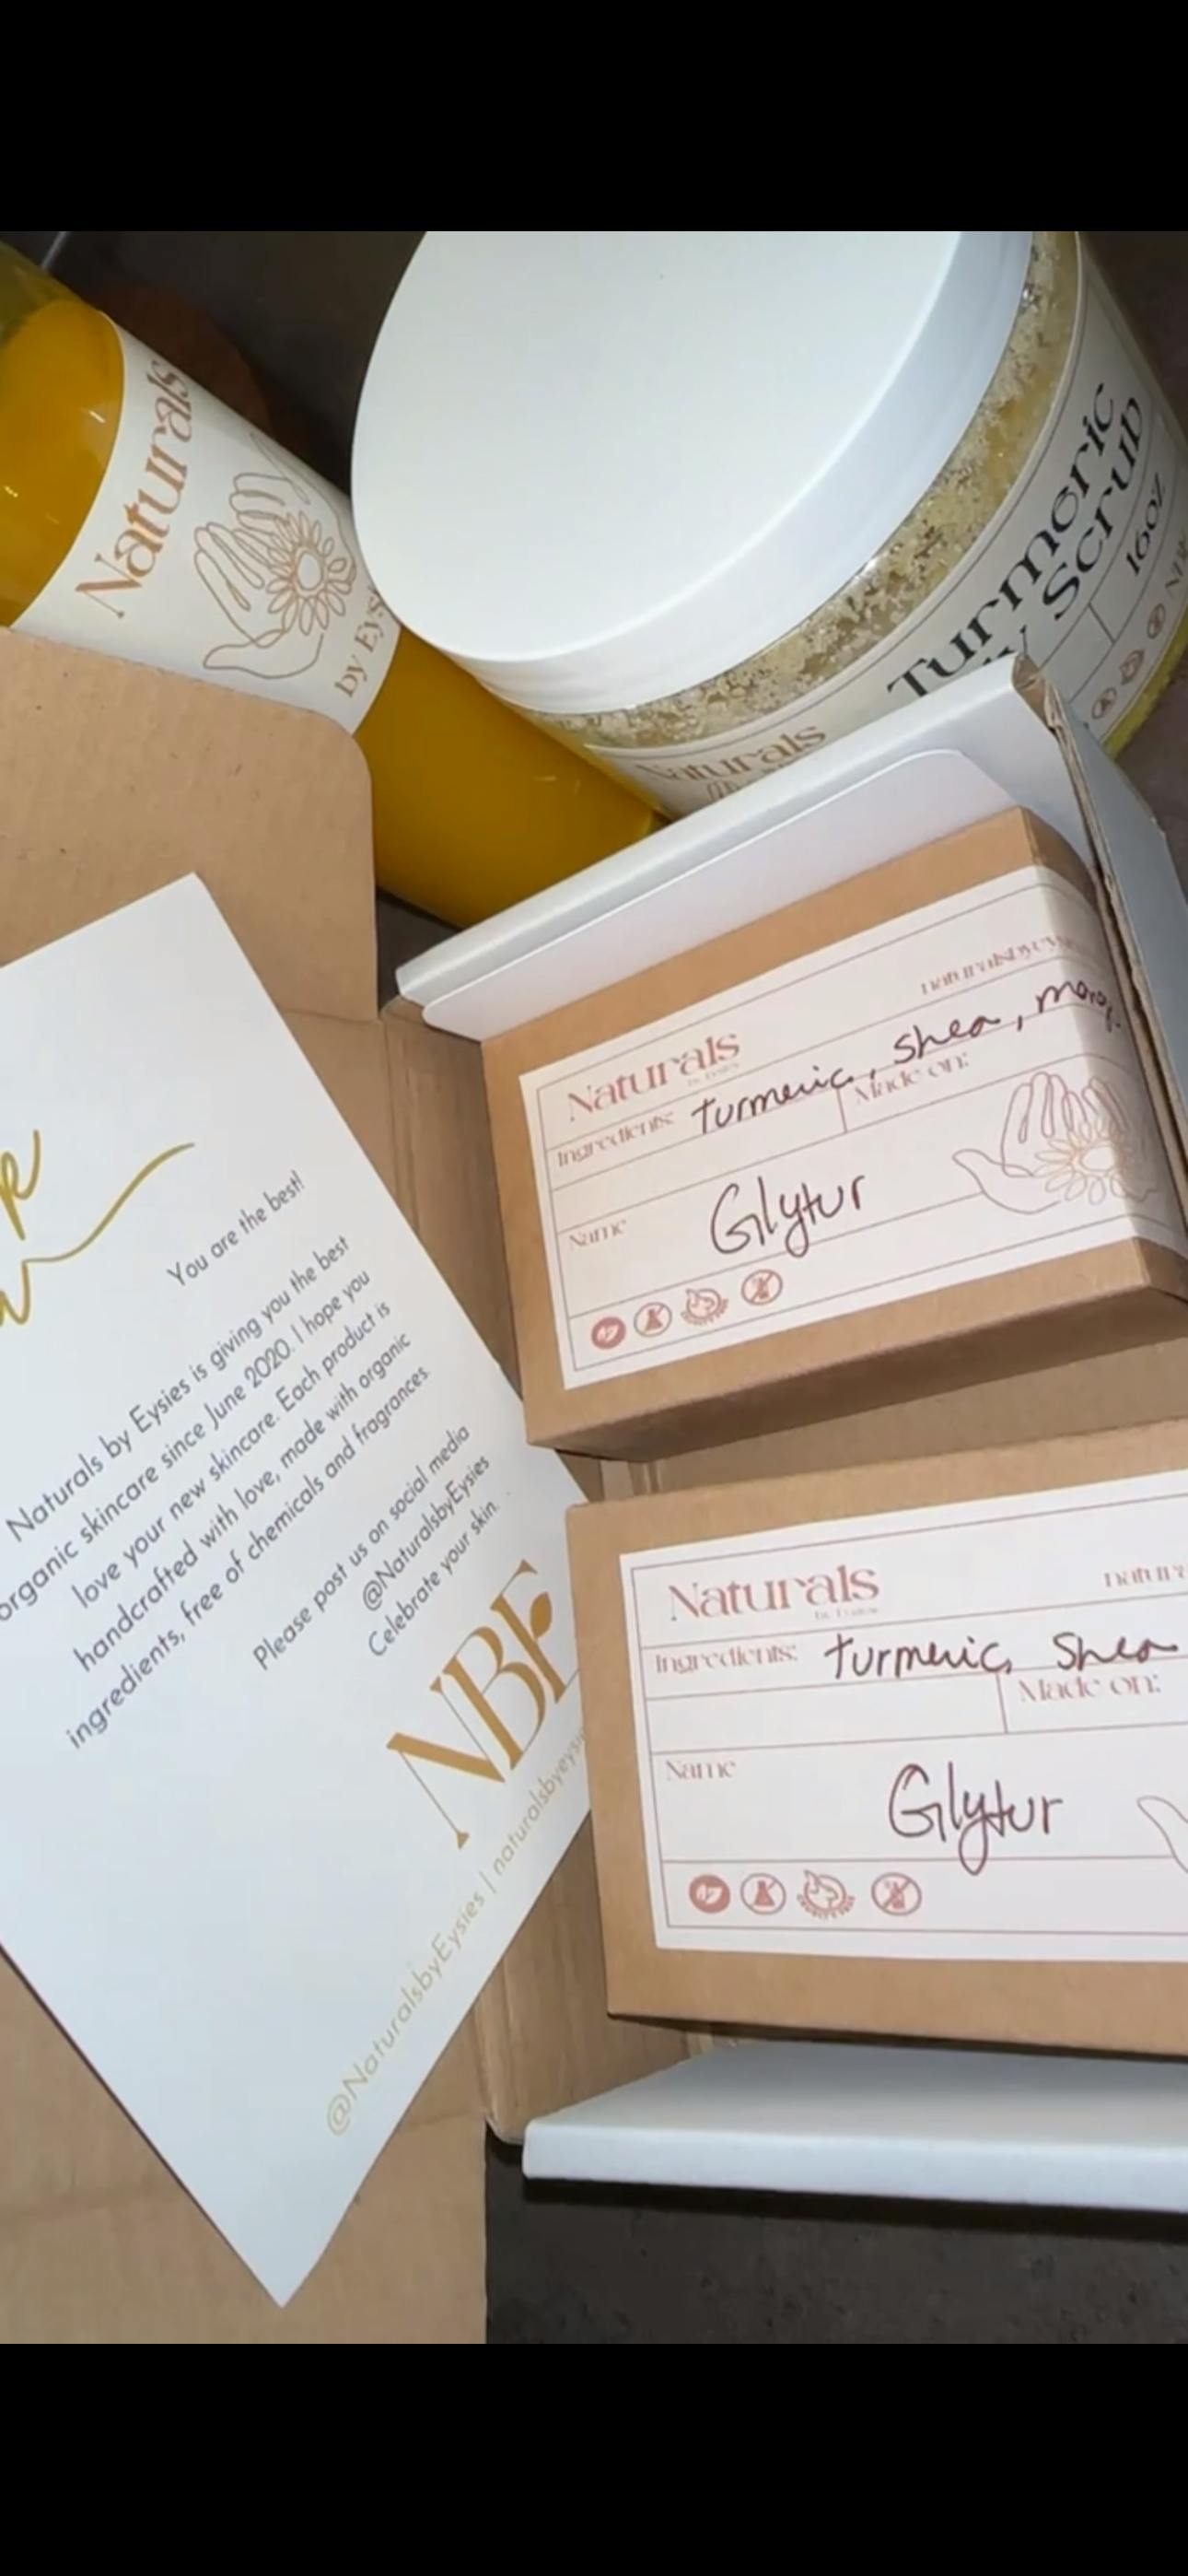 Naturals
by
Turmeric
Scrub
16oz
Naturals
You are the best!
Naturals by Eysies is giving you the best
organic skincare since June 2020. I hope you
love your new skincare. Each product is
handcrafted with love, made with organic
ingredients, free of chemicals and fragrances.
Please post us on social media
@NaturalsbyEysies
Celebrate your skin.
NBE
@NaturalsbyEysies | naturalsbyeysie
Naturals
Ingredients: turmeric, shea,
Made on:
Name Glytur
Naturals
Ingredients: turmeric, Shea
Made on:
Name
Glytur